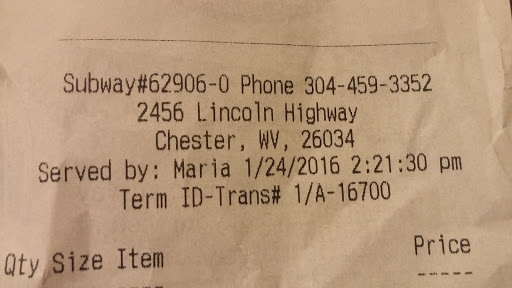 Subway#62906-0 Phone 304-459-3352
2456 Lincoln Highway
Chester, WV, 26034
Served by: Maria 1/24/2016 2:21:30 pm
Term ID-Trans# 1/A-16700
Qty Size Item Price